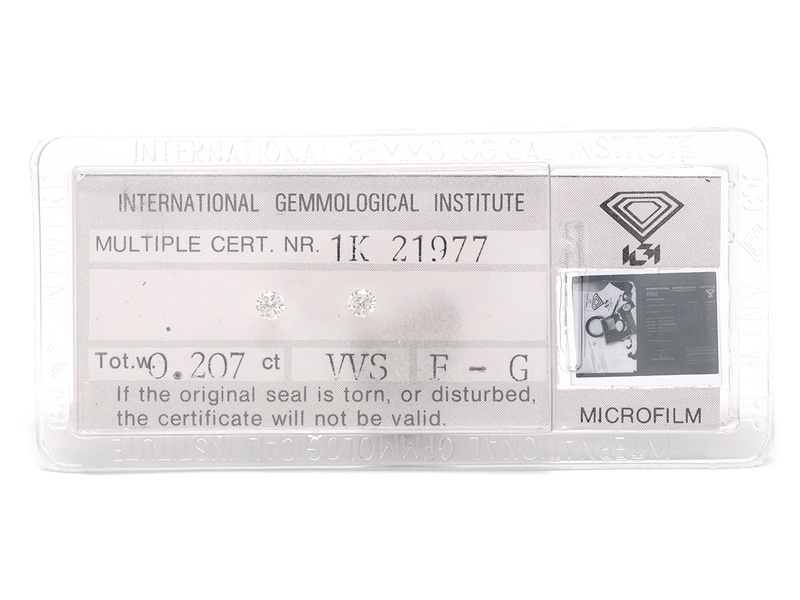 INTERNATIONAL GEMMOLOGICAL INSTITUTE
INTERNATIONAL GEMMOLOGICAL INSTITUTE
MULTIPLE CERT. NR. 1K 21977
Tot.w. 0.207 ct VVS F - G
If the original seal is torn, or disturbed,
the certificate will not be valid.
MICROFILM
INTERNATIONAL GEMMOLOGICAL INSTITUTE